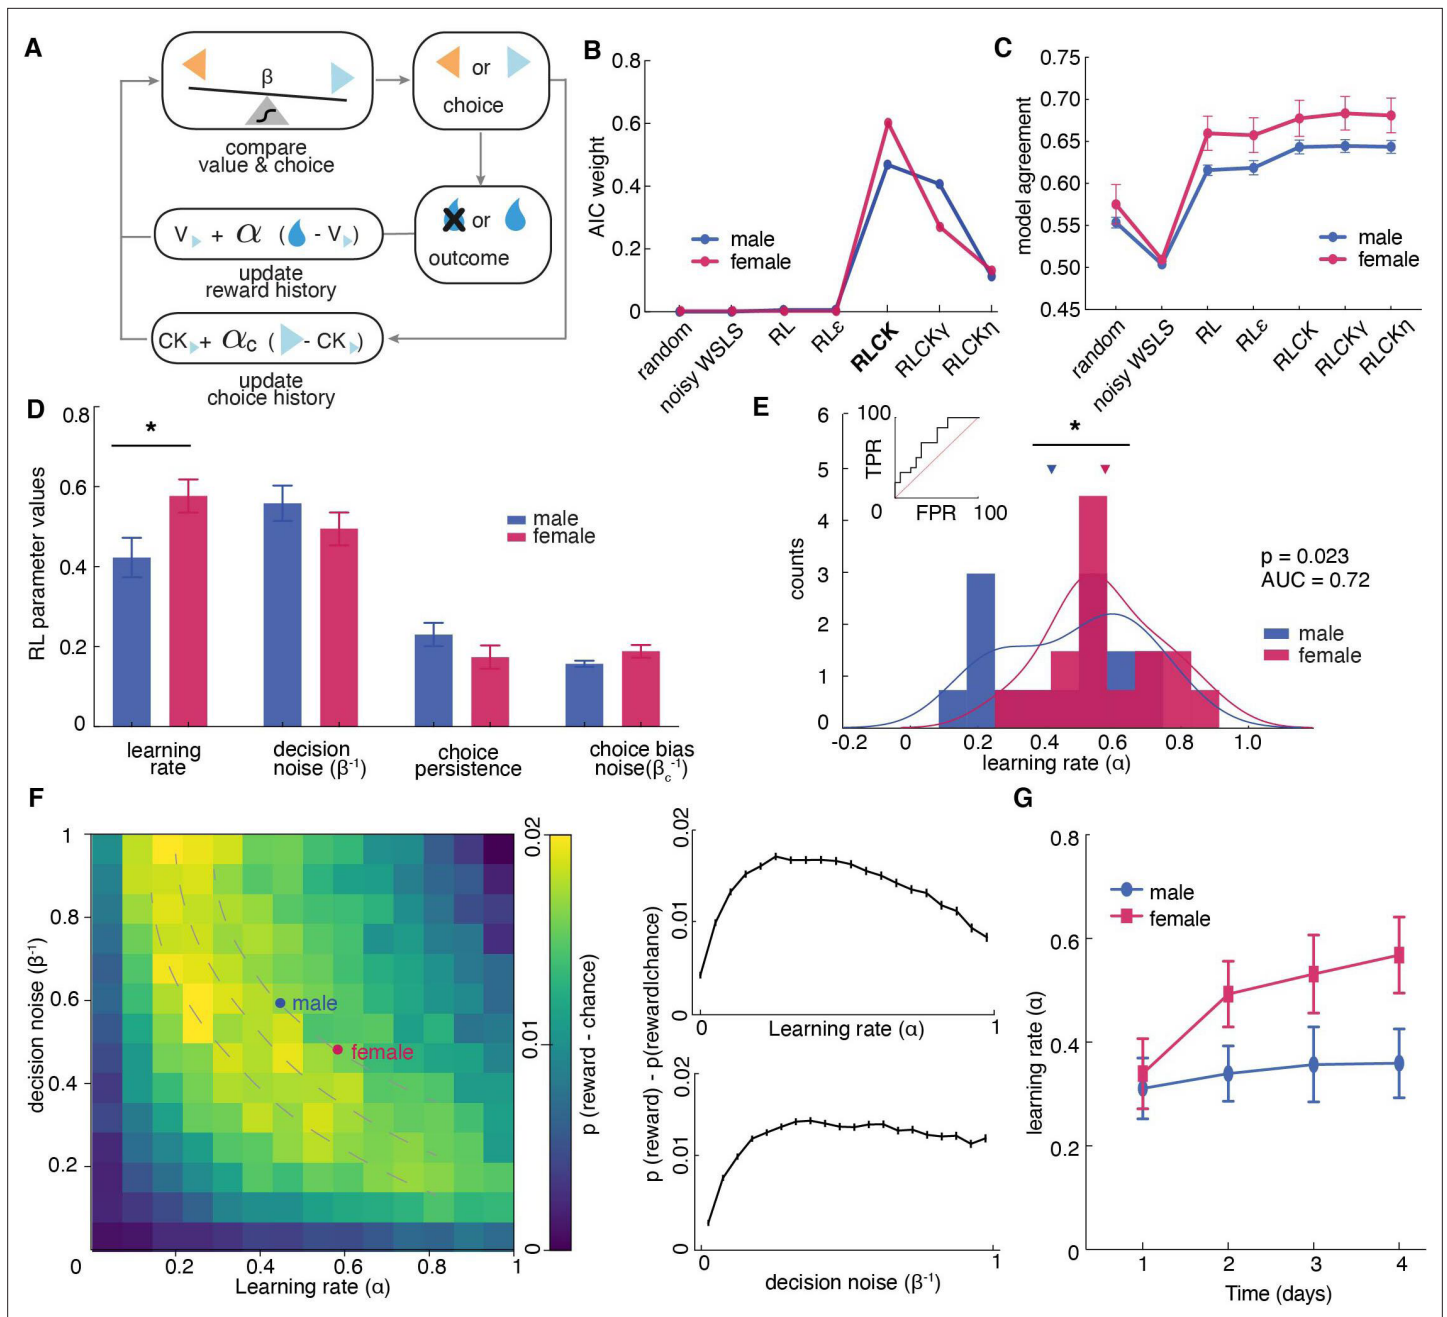 A
β
or
choice
compare
value & choice
V + α ( - V )
or
outcome
update
reward history
CK + αc ( - CK )
update
choice history
B
AIC weight
0.8
0.6
0.4
0.2
0
male
female
random
noisy WSLS
RL
RLε
RLCK
RLCKγ
RLCKη
C
model agreement
0.75
0.70
0.65
0.60
0.55
0.50
0.45
male
female
random
noisy WSLS
RL
RLε
RLCK
RLCKγ
RLCKη
D
RL parameter values
0.8
0.6
0.4
0.2
0
*
male
female
learning
rate
decision
noise (β⁻¹)
choice
persistence
choice bias
noise(βc⁻¹)
E
counts
6
5
4
3
2
1
0
100
TPR
0
FPR
100
*
p = 0.023
AUC = 0.72
male
female
-0.2
0
0.2
0.4
0.6
0.8
1.0
learning rate (α)
F
decision noise (β⁻¹)
1
0.8
0.6
0.4
0.2
0
0.2
0.4
0.6
0.8
1
Learning rate (α)
male
female
0.02
0.01
0
p (reward - chance)
p (reward) - p(reward|chance)
0.02
0.01
0
0
1
Learning rate (α)
0.02
0.01
0
0
1
decision noise (β⁻¹)
G
learning rate (α)
0.8
0.6
0.4
0.2
0
male
female
1
2
3
4
Time (days)